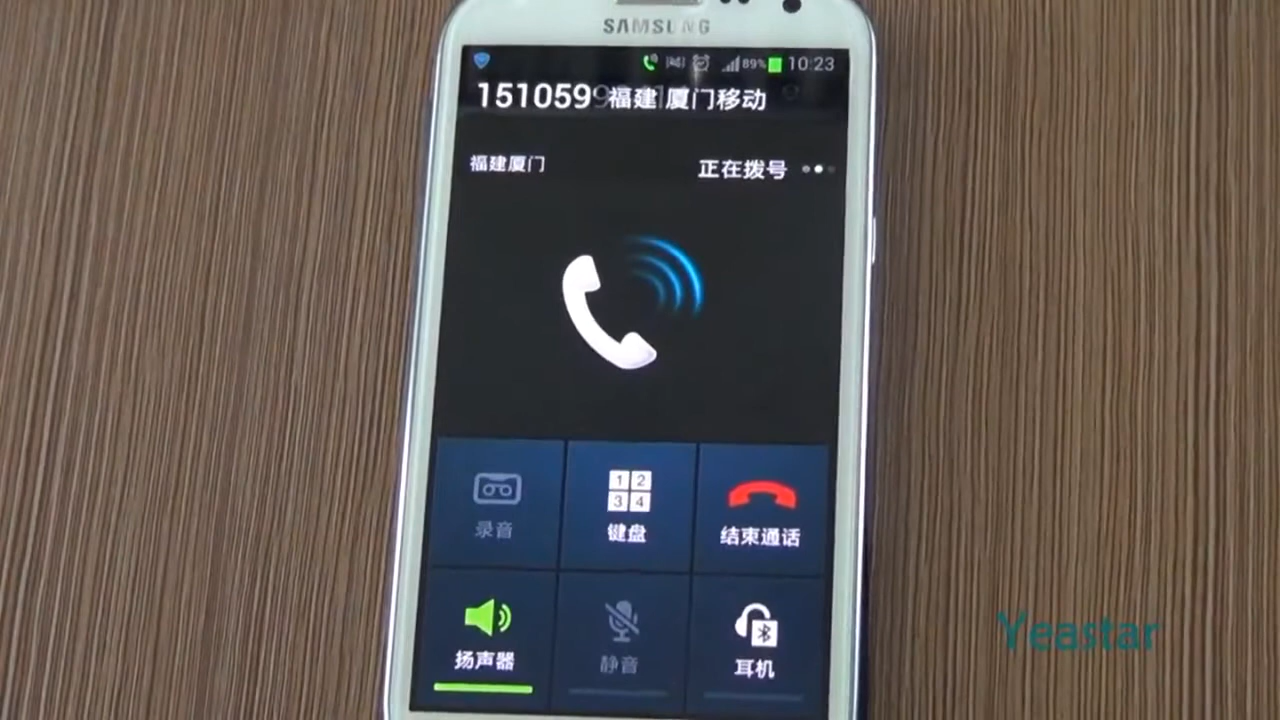 SAMSUNG
89% 10:23
151059 福建 厦门移动
福建厦门 正在拨号
1 2
3 4
录音 键盘 结束通话
扬声器 静音 耳机
Yeastar